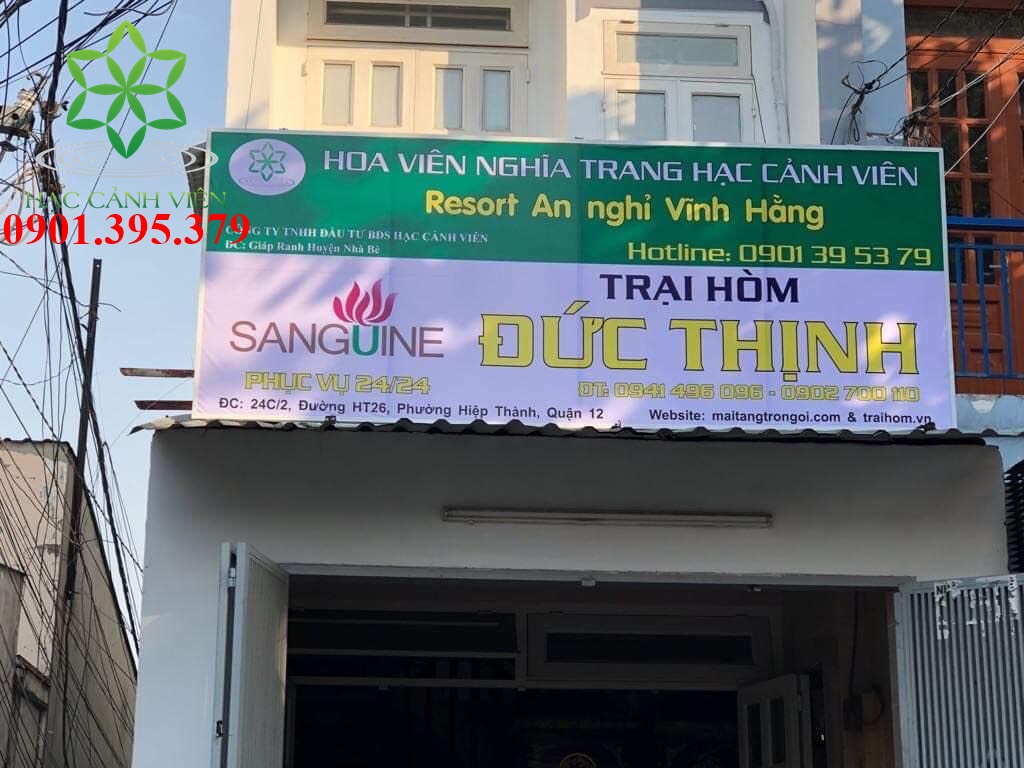 HOA VIÊN NGHĨA TRANG HẠC CẢNH VIÊN
Resort An nghỉ Vĩnh Hằng
HẠC CẢNH VIÊN
0901.395.379
CÔNG TY TNHH ĐẦU TƯ BĐS HẠC CẢNH VIÊN
ĐC: Giáp Ranh Huyện Nhà Bè
Hotline: 0901 39 53 79
TRẠI HÒM
SANGUINE
ĐỨC THỊNH
PHỤC VỤ 24/24
ĐT: 0941 496 096 - 0902 700 110
ĐC: 24C/2, Đường HT26, Phường Hiệp Thành, Quận 12
Website: maitangtrongoi.com & traihom.vn